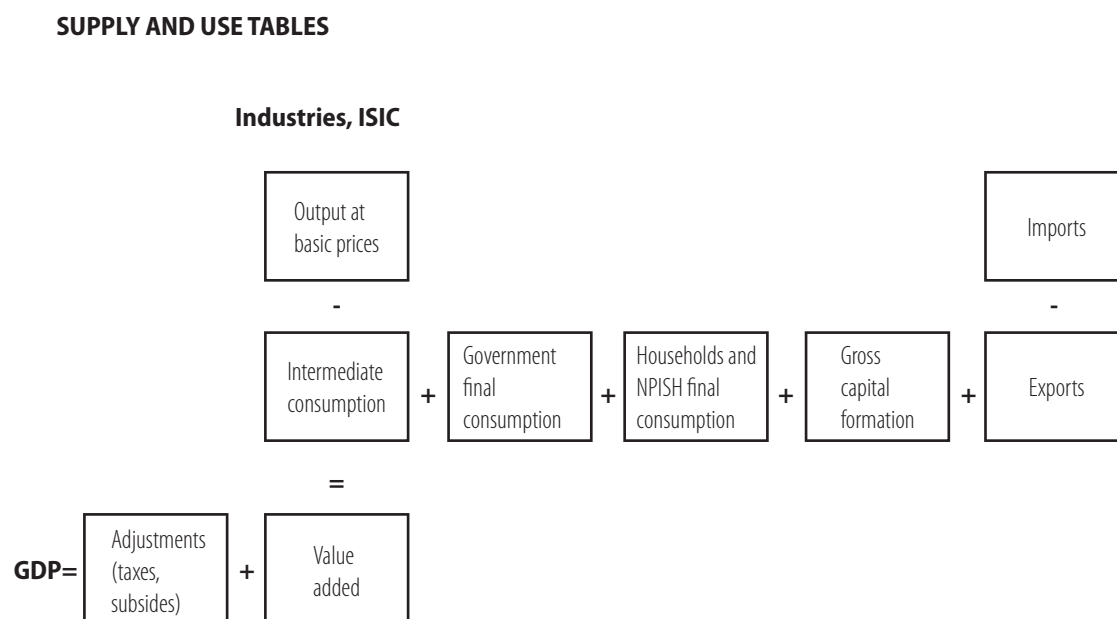 SUPPLY AND USE TABLES
Industries, ISIC
Output at
basic prices
Imports
-
-
Intermediate
consumption
+
Government
final
consumption
+
Households and
NPISH final
consumption
+
Gross
capital
formation
+
Exports
=
GDP=
Adjustments
(taxes,
subsides)
+
Value
added